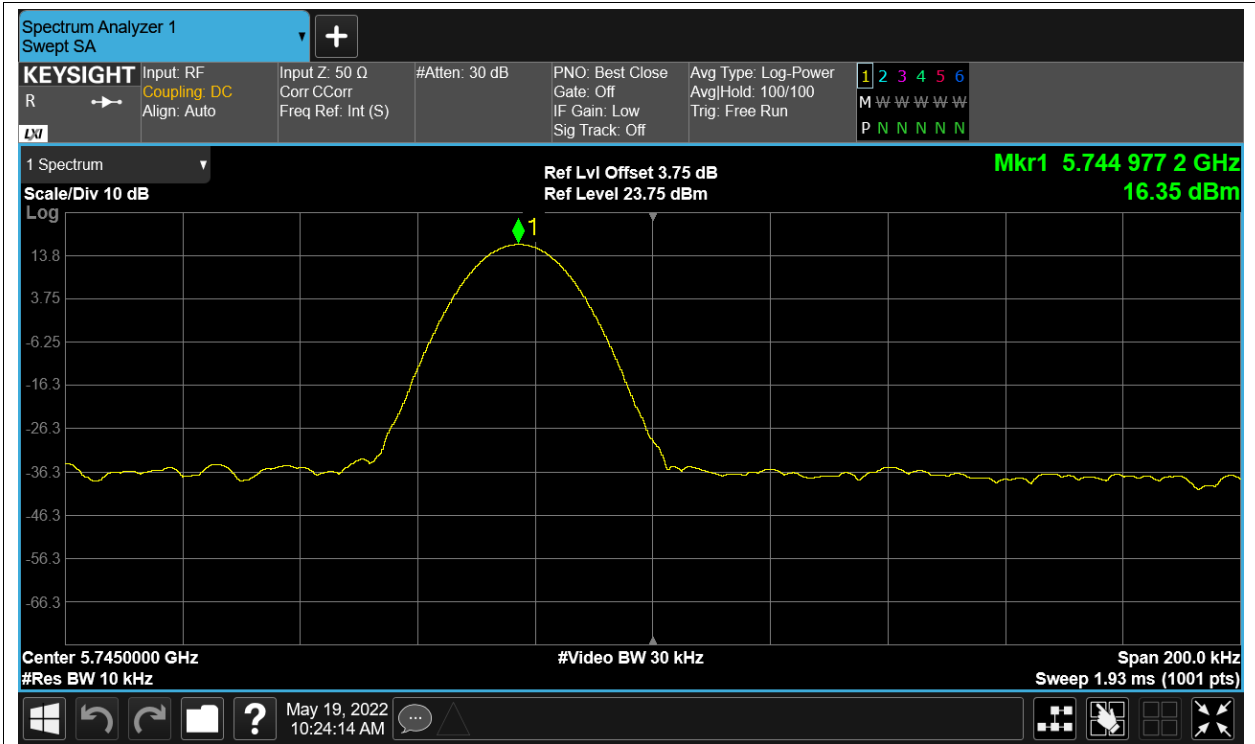 Spectrum Analyzer 1
Swept SA
KEYSIGHT
R
LXI
Input: RF
Coupling: DC
Align: Auto
Input Z: 50 Ω
Corr CCorr
Freq Ref: Int (S)
#Atten: 30 dB
PNO: Best Close
Gate: Off
IF Gain: Low
Sig Track: Off
Avg Type: Log-Power
Avg|Hold: 100/100
Trig: Free Run
1 2 3 4 5 6
M W W W W W
P N N N N N
1 Spectrum
Scale/Div 10 dB
Log
Ref Lvl Offset 3.75 dB
Ref Level 23.75 dBm
Mkr1 5.744 977 2 GHz
16.35 dBm
1
13.8
3.75
-6.25
-16.3
-26.3
-36.3
-46.3
-56.3
-66.3
Center 5.7450000 GHz
#Res BW 10 kHz
#Video BW 30 kHz
Span 200.0 kHz
Sweep 1.93 ms (1001 pts)
?
May 19, 2022
10:24:14 AM